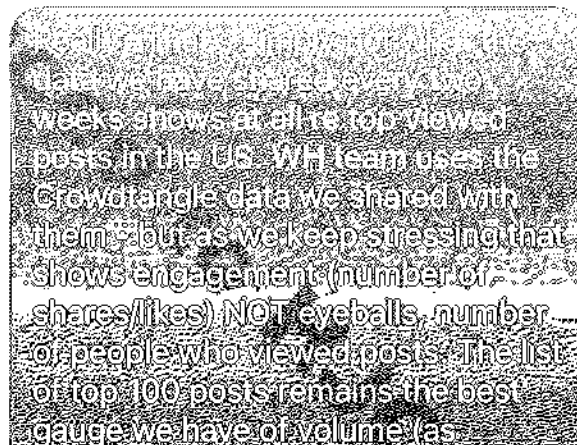 data we have shared every two
weeks shows at all re top viewed
posts in the US. WH team uses the
Crowdtangle data we shared with
them - but as we keep stressing that
shows engagement (number of
shares/likes) NOT eyeballs, number
of people who viewed posts. The list
of top 100 posts remains the best
gauge we have of volume (as